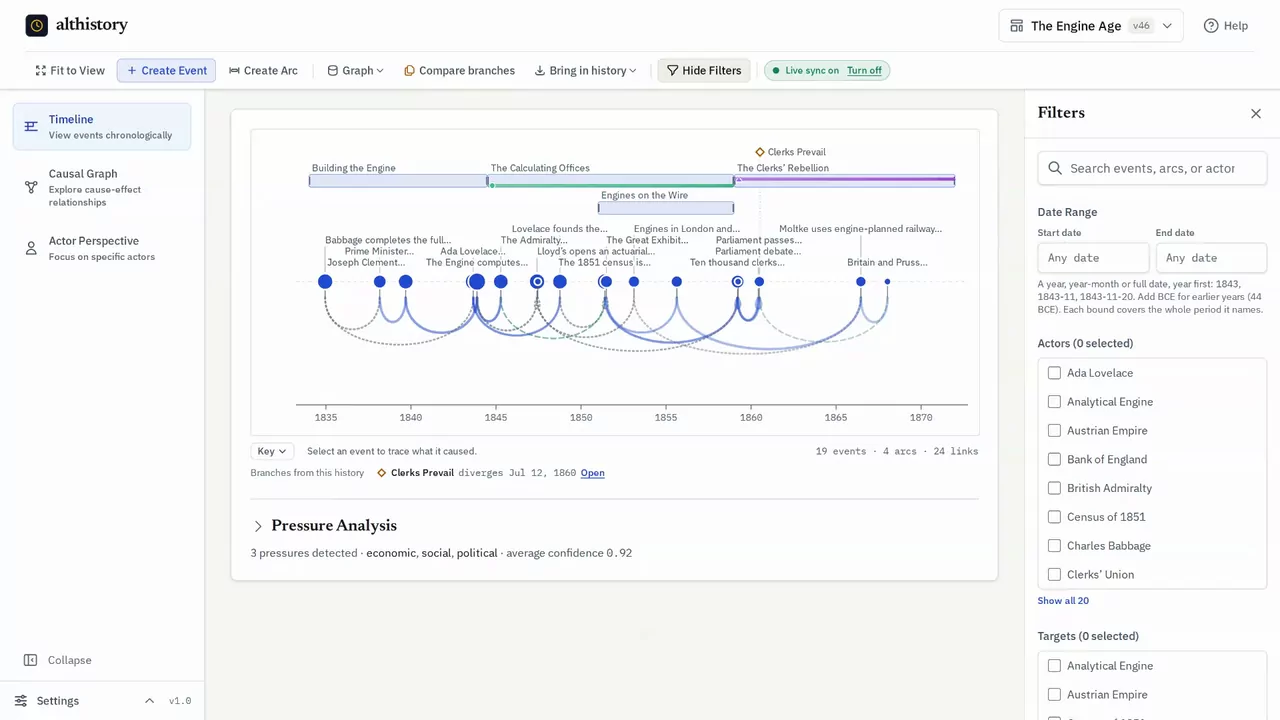 althistory
The Engine Age v46
Help
Fit to View
Create Event
Create Arc
Graph
Compare branches
Bring in history
Hide Filters
Live sync on Turn off
Timeline
View events chronologically
Causal Graph
Explore cause-effect
relationships
Actor Perspective
Focus on specific actors
Collapse
Settings
v1.0
Clerks Prevail
Building the Engine
The Calculating Offices
The Clerks’ Rebellion
Engines on the Wire
Lovelace founds the...
Engines in London and...
Moltke uses engine-planned railway...
Babbage completes the full...
The Admiralty...
The Great Exhibit...
Parliament passes...
Prime Minister...
Ada Lovelace...
Lloyd’s opens an actuarial...
Parliament debate...
Joseph Clement...
The Engine computes...
The 1851 census is...
Ten thousand clerks...
Britain and Pruss...
1835 1840 1845 1850 1855 1860 1865 1870
Key
Select an event to trace what it caused.
19 events · 4 arcs · 24 links
Branches from this history
Clerks Prevail diverges Jul 12, 1860 Open
Pressure Analysis
3 pressures detected · economic, social, political · average confidence 0.92
Filters
Search events, arcs, or actor
Date Range
Start date End date
Any date Any date
A year, year-month or full date, year first: 1843,
1843-11, 1843-11-20. Add BCE for earlier years (44
BCE). Each bound covers the whole period it names.
Actors (0 selected)
Ada Lovelace
Analytical Engine
Austrian Empire
Bank of England
British Admiralty
Census of 1851
Charles Babbage
Clerks’ Union
Show all 20
Targets (0 selected)
Analytical Engine
Austrian Empire